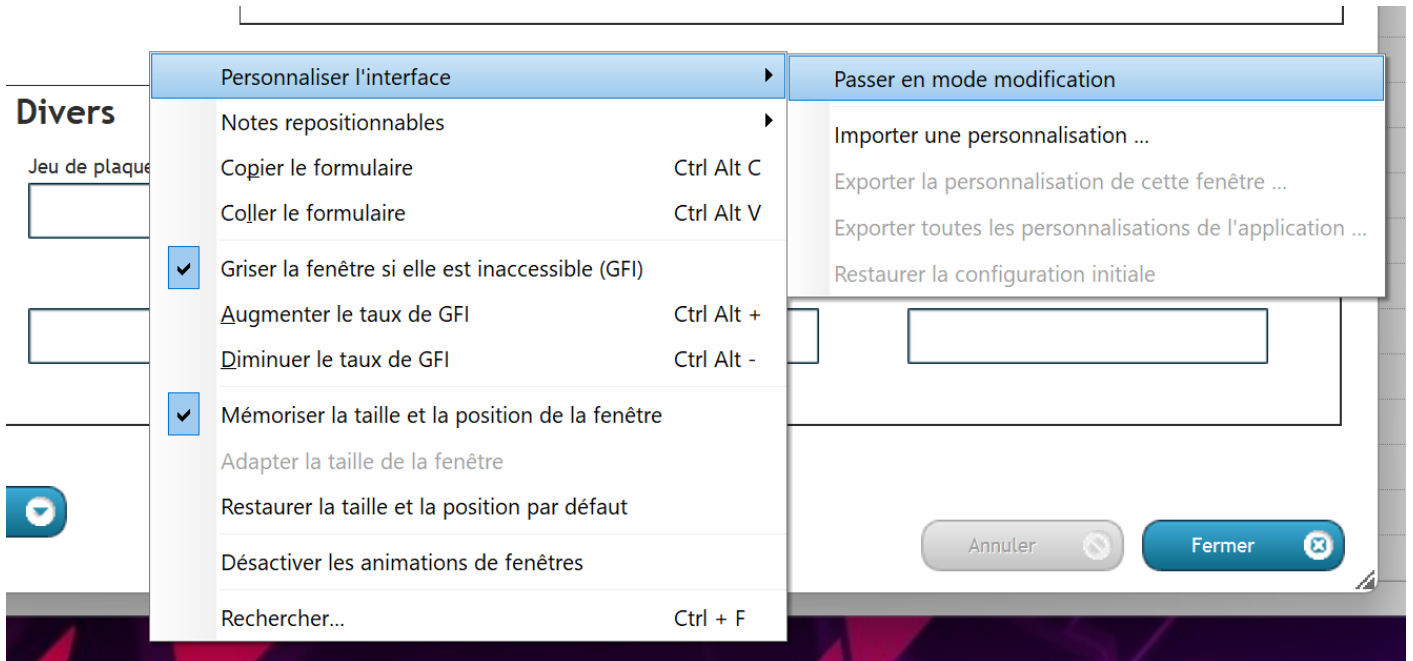 Personnaliser l'interface
Passer en mode modification
Divers
Notes repositionnables
Importer une personnalisation ...
Jeu de plaque
Copier le formulaire Ctrl Alt C
Exporter la personnalisation de cette fenêtre ...
Coller le formulaire Ctrl Alt V
Exporter toutes les personnalisations de l'application ...
Griser la fenêtre si elle est inaccessible (GFI)
Restaurer la configuration initiale
Augmenter le taux de GFI Ctrl Alt +
Diminuer le taux de GFI Ctrl Alt -
Mémoriser la taille et la position de la fenêtre
Adapter la taille de la fenêtre
Restaurer la taille et la position par défaut
Annuler
Fermer
Désactiver les animations de fenêtres
Rechercher... Ctrl + F